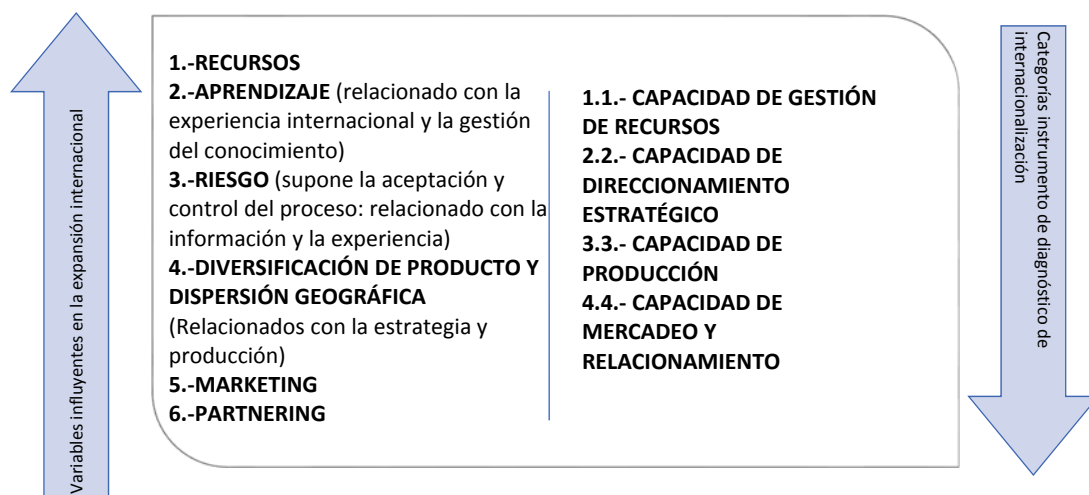 Variables influyentes en la expansión internacional
1.-RECURSOS
2.-APRENDIZAJE (relacionado con la
experiencia internacional y la gestión
del conocimiento)
3.-RIESGO (supone la aceptación y
control del proceso: relacionado con la
información y la experiencia)
4.-DIVERSIFICACIÓN DE PRODUCTO Y
DISPERSIÓN GEOGRÁFICA
(Relacionados con la estrategia y
producción)
5.-MARKETING
6.-PARTNERING
1.1.- CAPACIDAD DE GESTIÓN
DE RECURSOS
2.2.- CAPACIDAD DE
DIRECCIONAMIENTO
ESTRATÉGICO
3.3.- CAPACIDAD DE
PRODUCCIÓN
4.4.- CAPACIDAD DE
MERCADEO Y
RELACIONAMIENTO
Categorías instrumento de diagnóstico de
internacionalización